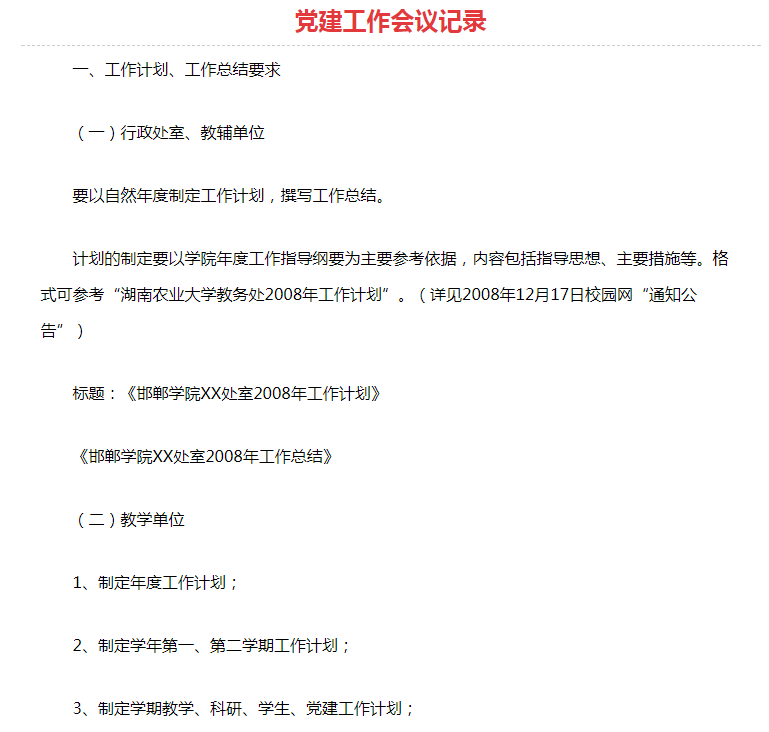 党建工作会议记录
一、工作计划、工作总结要求
（一）行政处室、教辅单位
要以自然年度制定工作计划，撰写工作总结。
计划的制定要以学院年度工作指导纲要为主要参考依据，内容包括指导思想、主要措施等。格
式可参考“湖南农业大学教务处2008年工作计划”。（详见2008年12月17日校园网“通知公
告”）
标题：《邯郸学院XX处室2008年工作计划》
《邯郸学院XX处室2008年工作总结》
（二）教学单位
1、制定年度工作计划；
2、制定学年第一、第二学期工作计划；
3、制定学期教学、科研、学生、党建工作计划；